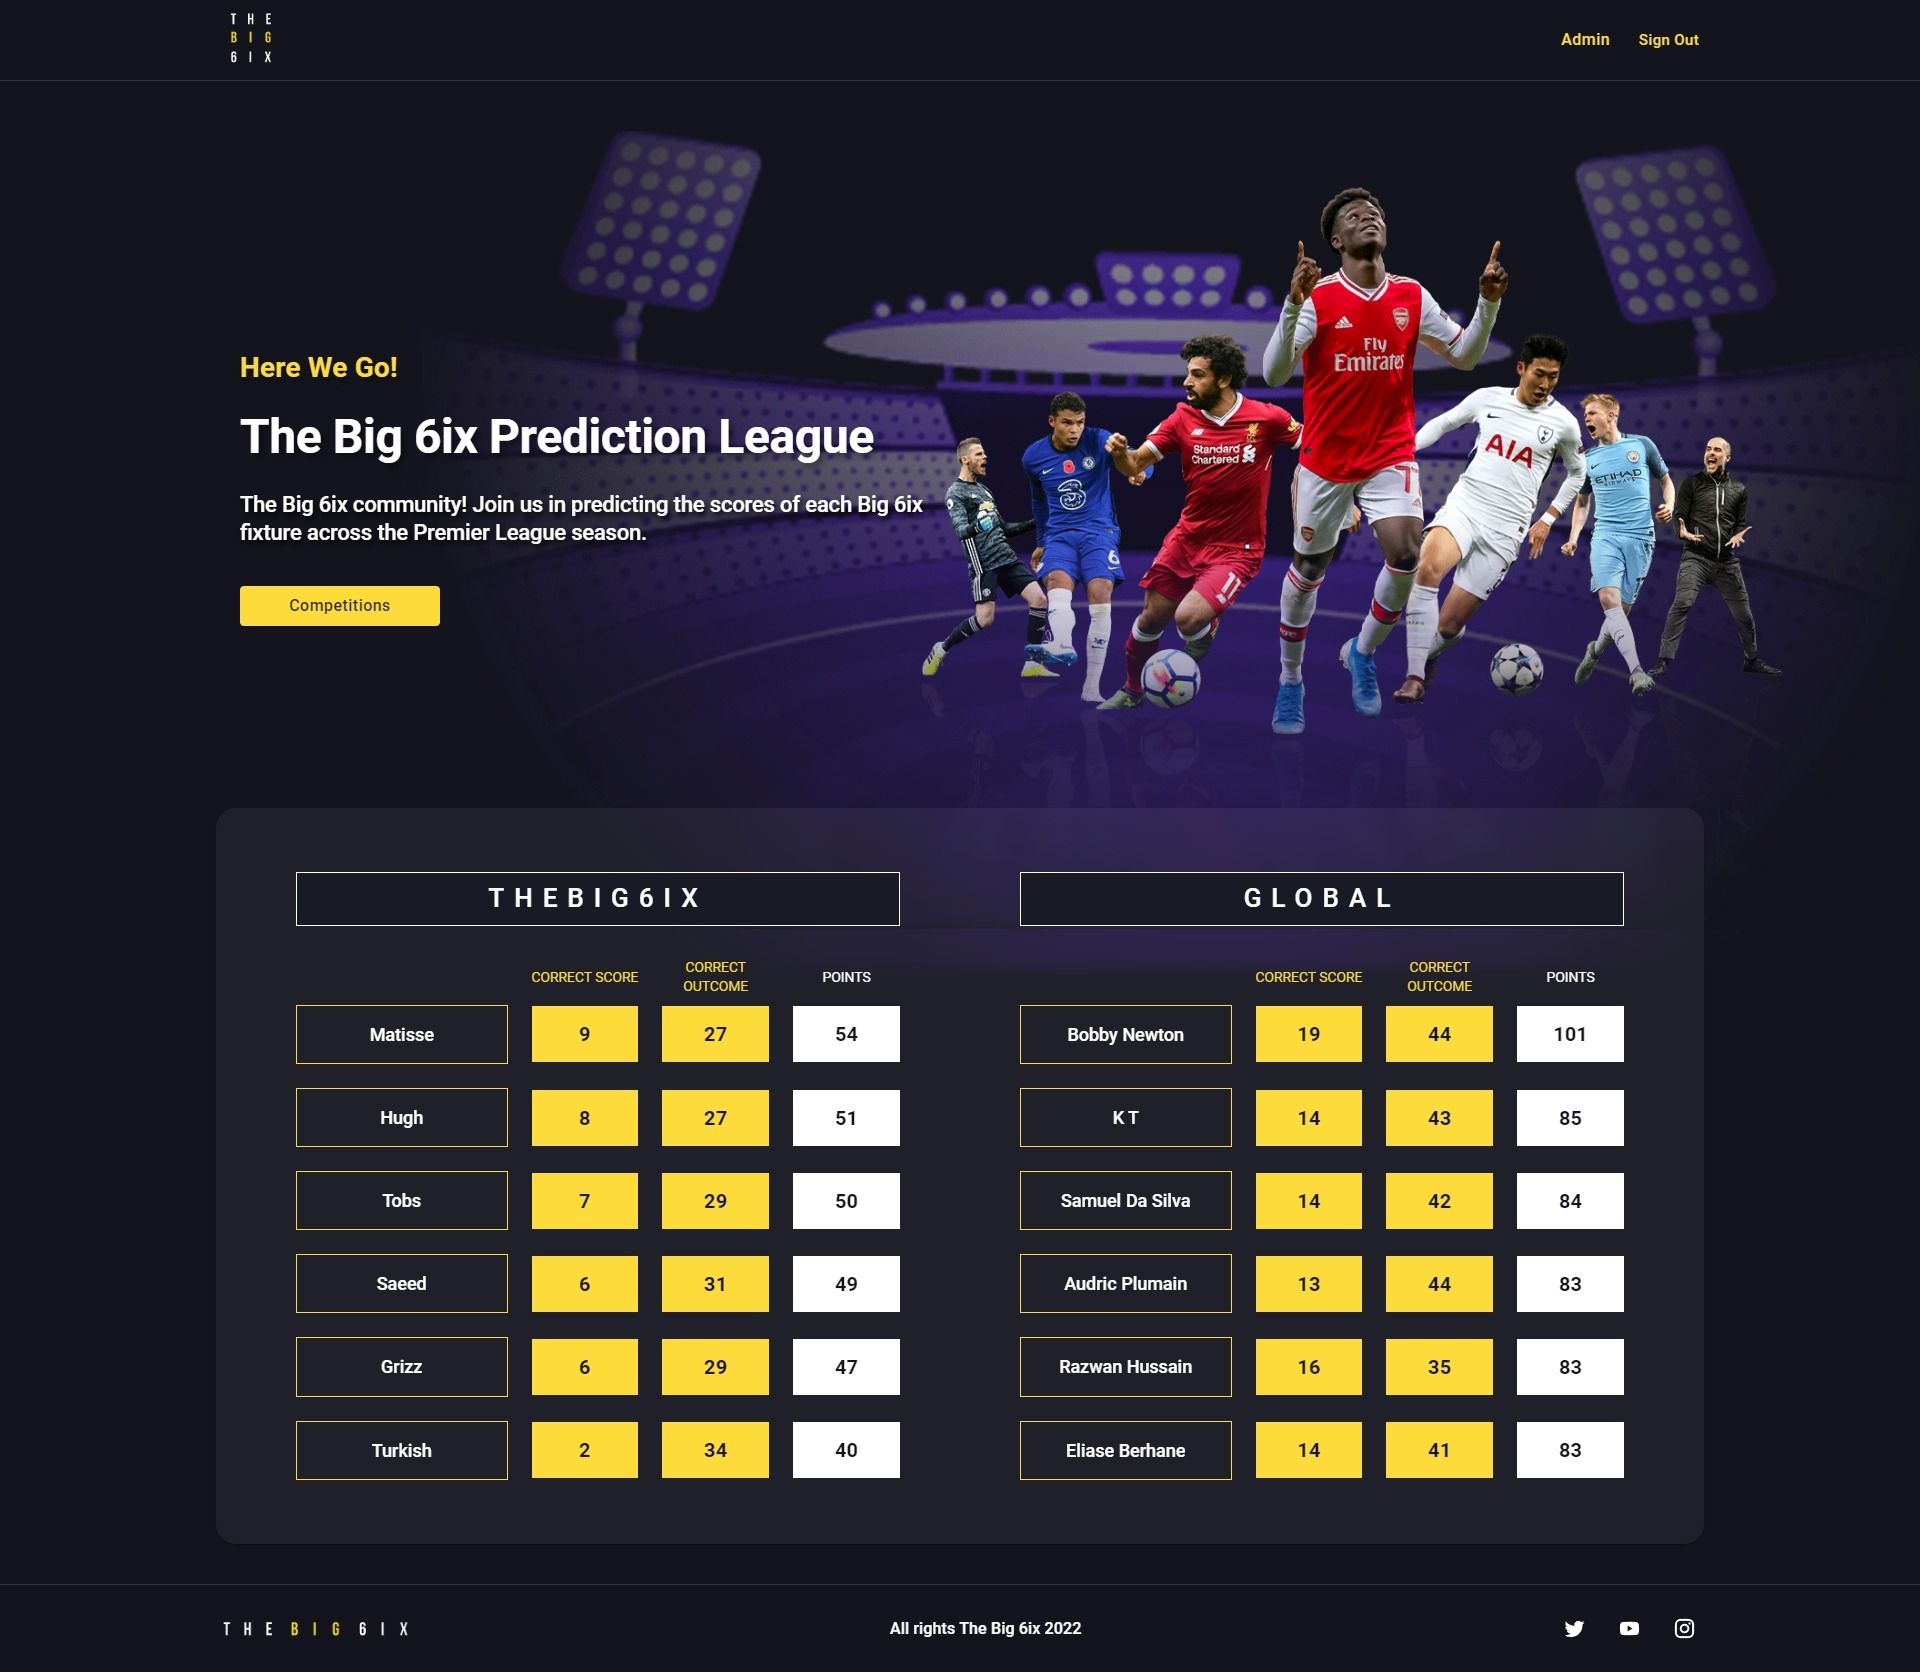 THE
BIG
6IX
Admin
Sign Out
Here We Go!
The Big 6ix Prediction League
The Big 6ix community! Join us in predicting the scores of each Big 6ix
fixture across the Premier League season.
Competitions
Fly
Emirates
Standard
Chartered
AIA
ETIHAD
AIRWAYS
3
6
11
7
THEBIG6IX
CORRECT SCORE
CORRECT
OUTCOME
POINTS
Matisse 9 27 54
Hugh 8 27 51
Tobs 7 29 50
Saeed 6 31 49
Grizz 6 29 47
Turkish 2 34 40
GLOBAL
CORRECT SCORE
CORRECT
OUTCOME
POINTS
Bobby Newton 19 44 101
K T 14 43 85
Samuel Da Silva 14 42 84
Audric Plumain 13 44 83
Razwan Hussain 16 35 83
Eliase Berhane 14 41 83
THE BIG 6IX
All rights The Big 6ix 2022